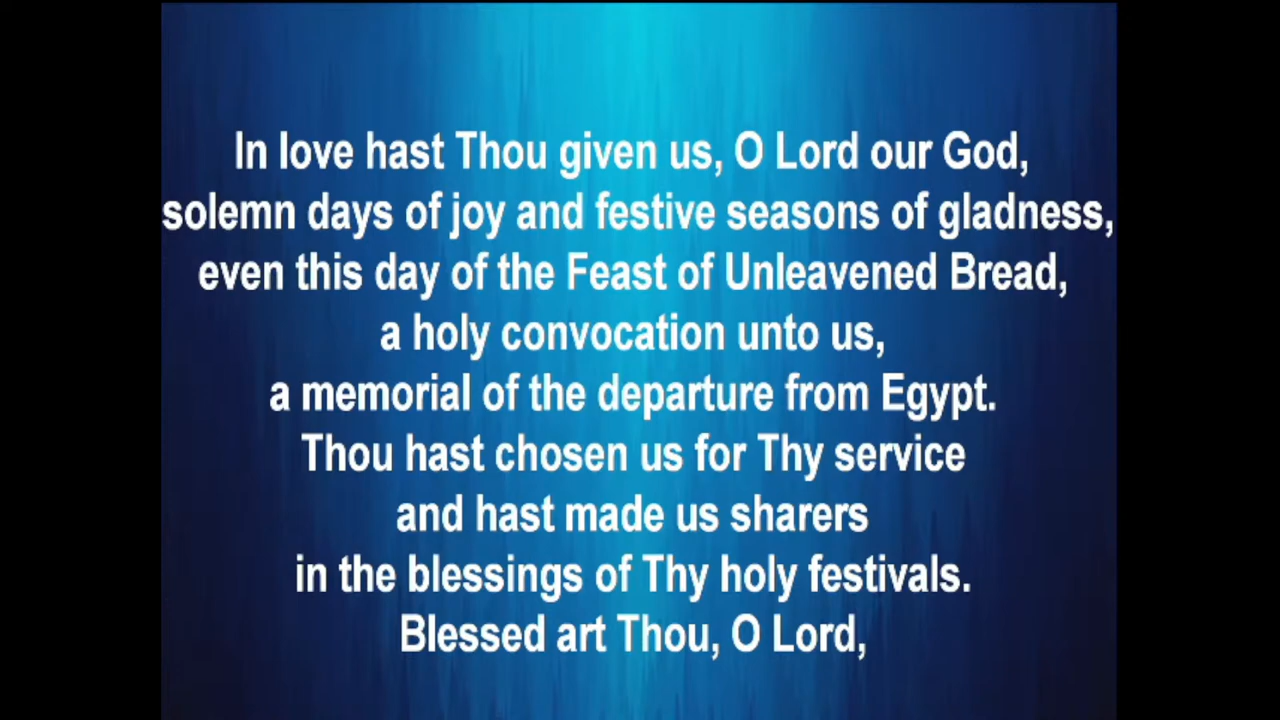 In love hast Thou given us, O Lord our God,
solemn days of joy and festive seasons of gladness,
even this day of the Feast of Unleavened Bread,
a holy convocation unto us,
a memorial of the departure from Egypt.
Thou hast chosen us for Thy service
and hast made us sharers
in the blessings of Thy holy festivals.
Blessed art Thou, O Lord,